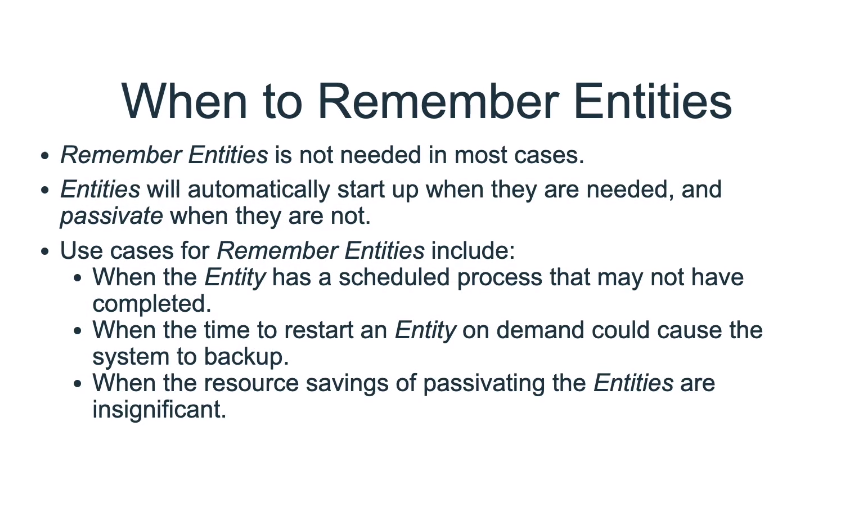 When to Remember Entities
• Remember Entities is not needed in most cases.
• Entities will automatically start up when they are needed, and
passivate when they are not.
• Use cases for Remember Entities include:
• When the Entity has a scheduled process that may not have
completed.
• When the time to restart an Entity on demand could cause the
system to backup.
• When the resource savings of passivating the Entities are
insignificant.